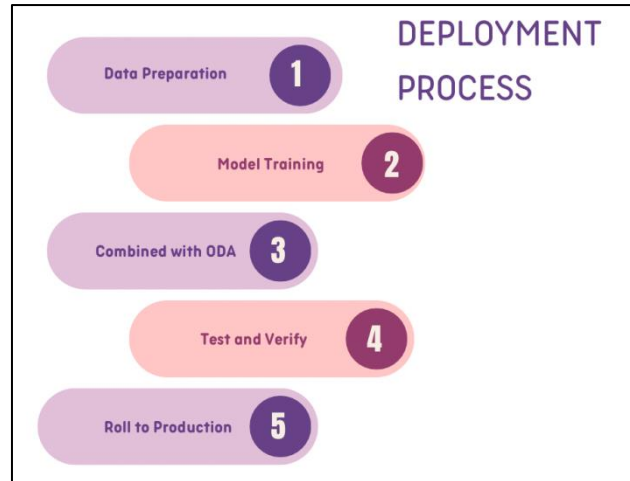 DEPLOYMENT
PROCESS
Data Preparation 1
Model Training 2
Combined with ODA 3
Test and Verify 4
Roll to Production 5